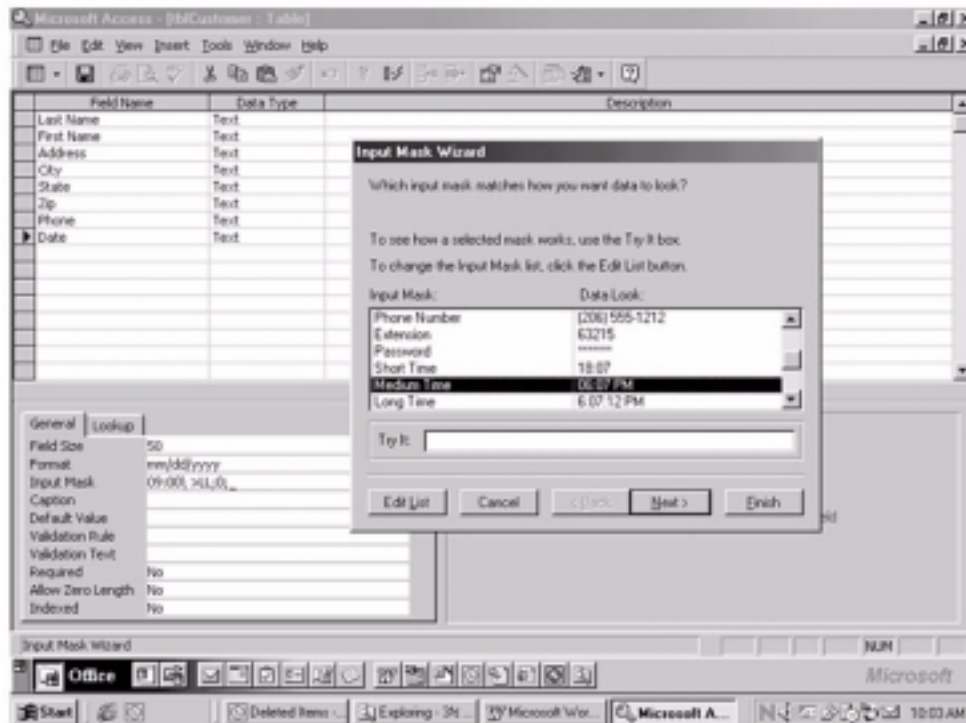 Microsoft Access - [tblCustomer : Table]
File Edit View Insert Tools Window Help
Field Name Data Type Description
Last Name Text
First Name Text
Address Text
City Text
State Text
Zip Text
Phone Text
Date Text
Input Mask Wizard
Which input mask matches how you want data to look?
To see how a selected mask works, use the Try It box.
To change the Input Mask list, click the Edit List button.
Input Mask: Data Look:
Phone Number (206) 555-1212
Extension 63215
Password *******
Short Time 18:07
Medium Time 06:07 PM
Long Time 6:07:12 PM
Try It:
Edit List Cancel < Back Next > Finish
General Lookup
Field Size 50
Format mm/dd/yyyy
Input Mask
Caption
Default Value
Validation Rule
Validation Text
Required No
Allow Zero Length No
Indexed No
Input Mask Wizard NUM
Office Microsoft
Start Deleted Items - ... Exploring - ... Microsoft Wor... Microsoft A... 10:03 AM